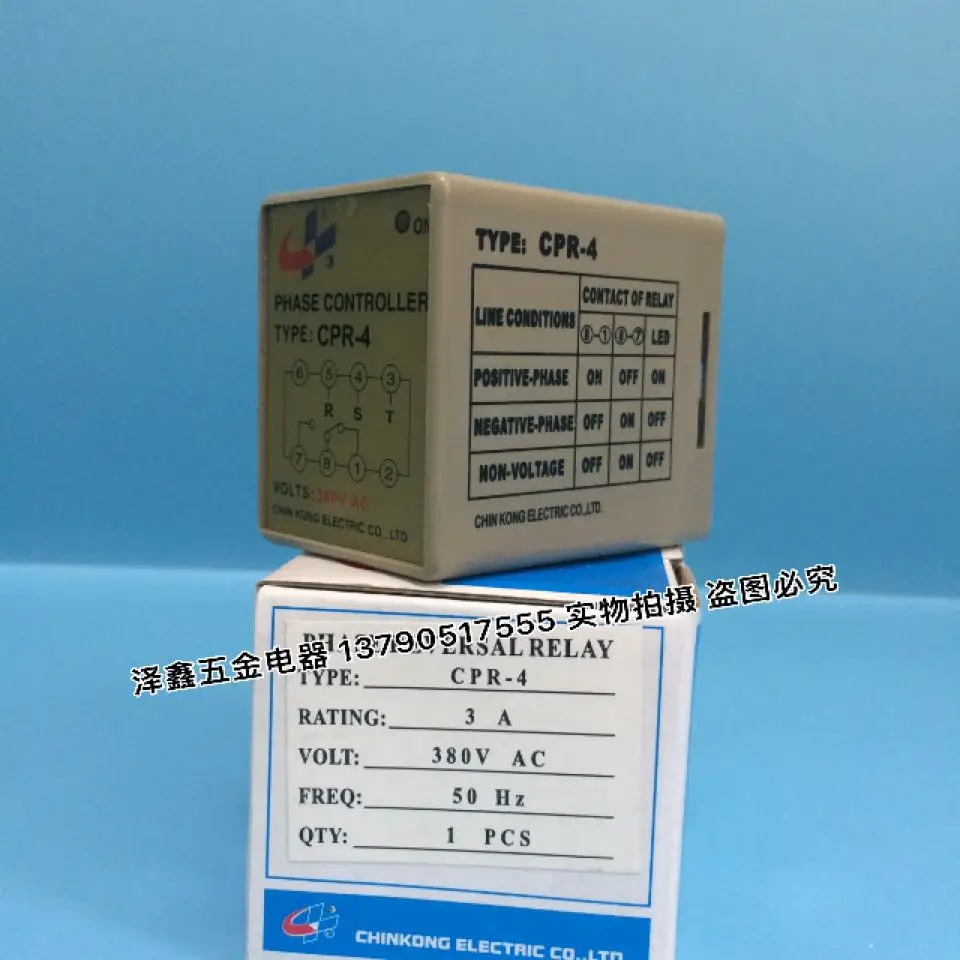 ON
PHASE CONTROLLER
TYPE: CPR-4
6 5 4 3
R S T
7 8 1 2
VOLTS: 380V AC
CHIN KONG ELECTRIC CO.,LTD
TYPE: CPR-4
LINE CONDITIONS
CONTACT OF RELAY
⑧-① ⑧-⑦ LED
POSITIVE-PHASE ON OFF ON
NEGATIVE-PHASE OFF ON OFF
NON-VOLTAGE OFF ON OFF
CHIN KONG ELECTRIC CO.,LTD.
泽鑫五金电器 13790517555 实物拍摄 盗图必究
RELAY
TYPE: CPR-4
RATING: 3 A
VOLT: 380V AC
FREQ: 50 Hz
QTY: 1 PCS
CHINKONG ELECTRIC CO.,LTD